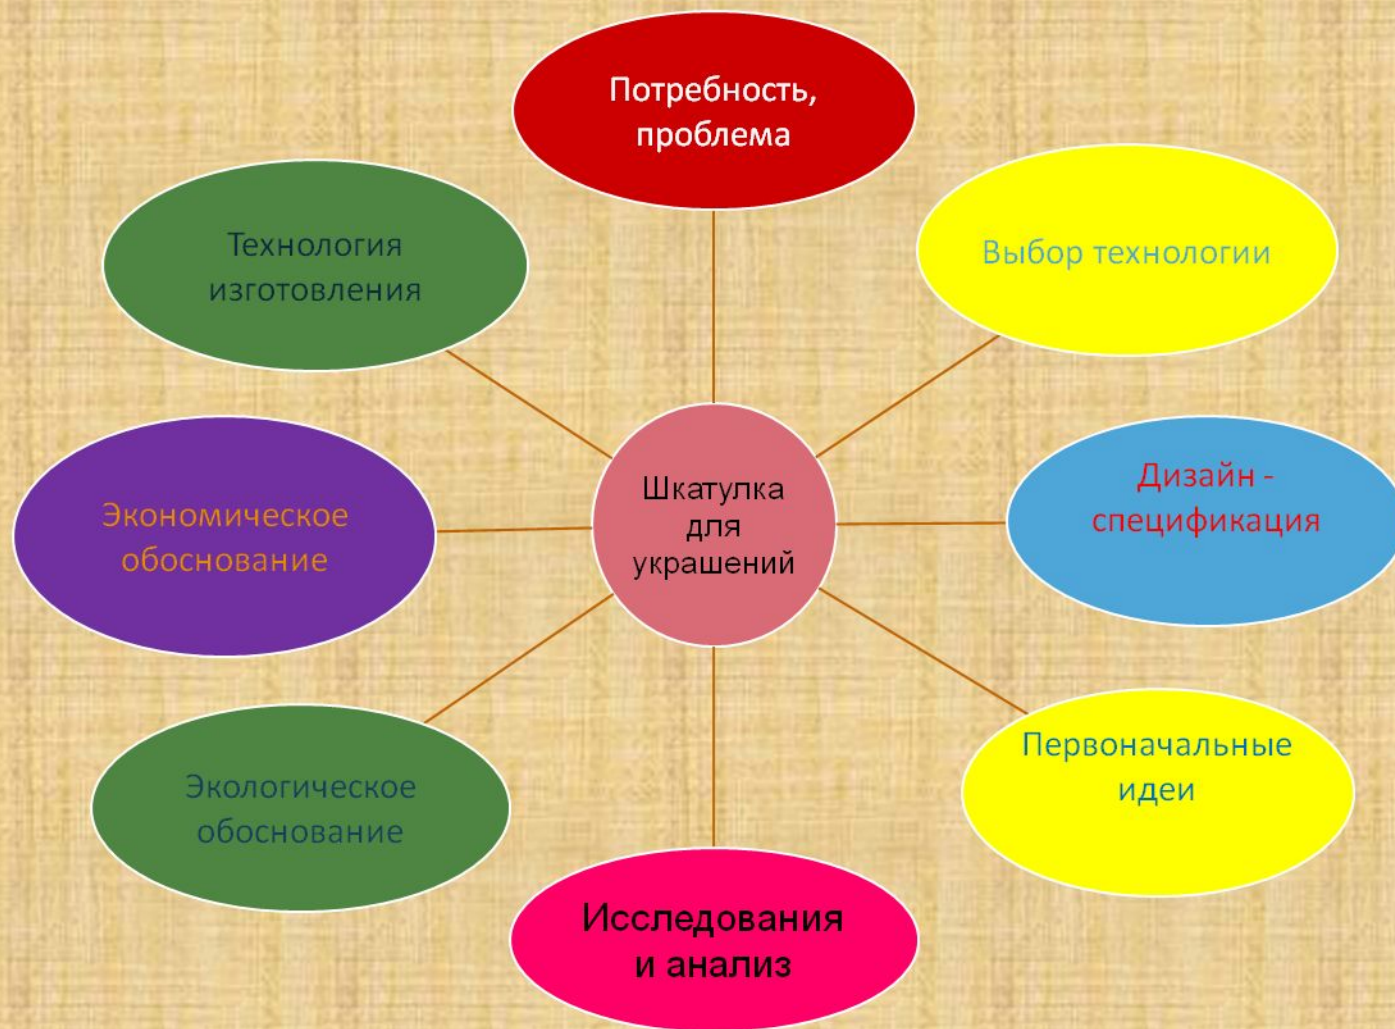 Потребность,
проблема
Технология
изготовления
Выбор технологии
Шкатулка
для
украшений
Дизайн -
спецификация
Экономическое
обоснование
Первоначальные
идеи
Экологическое
обоснование
Исследования
и анализ